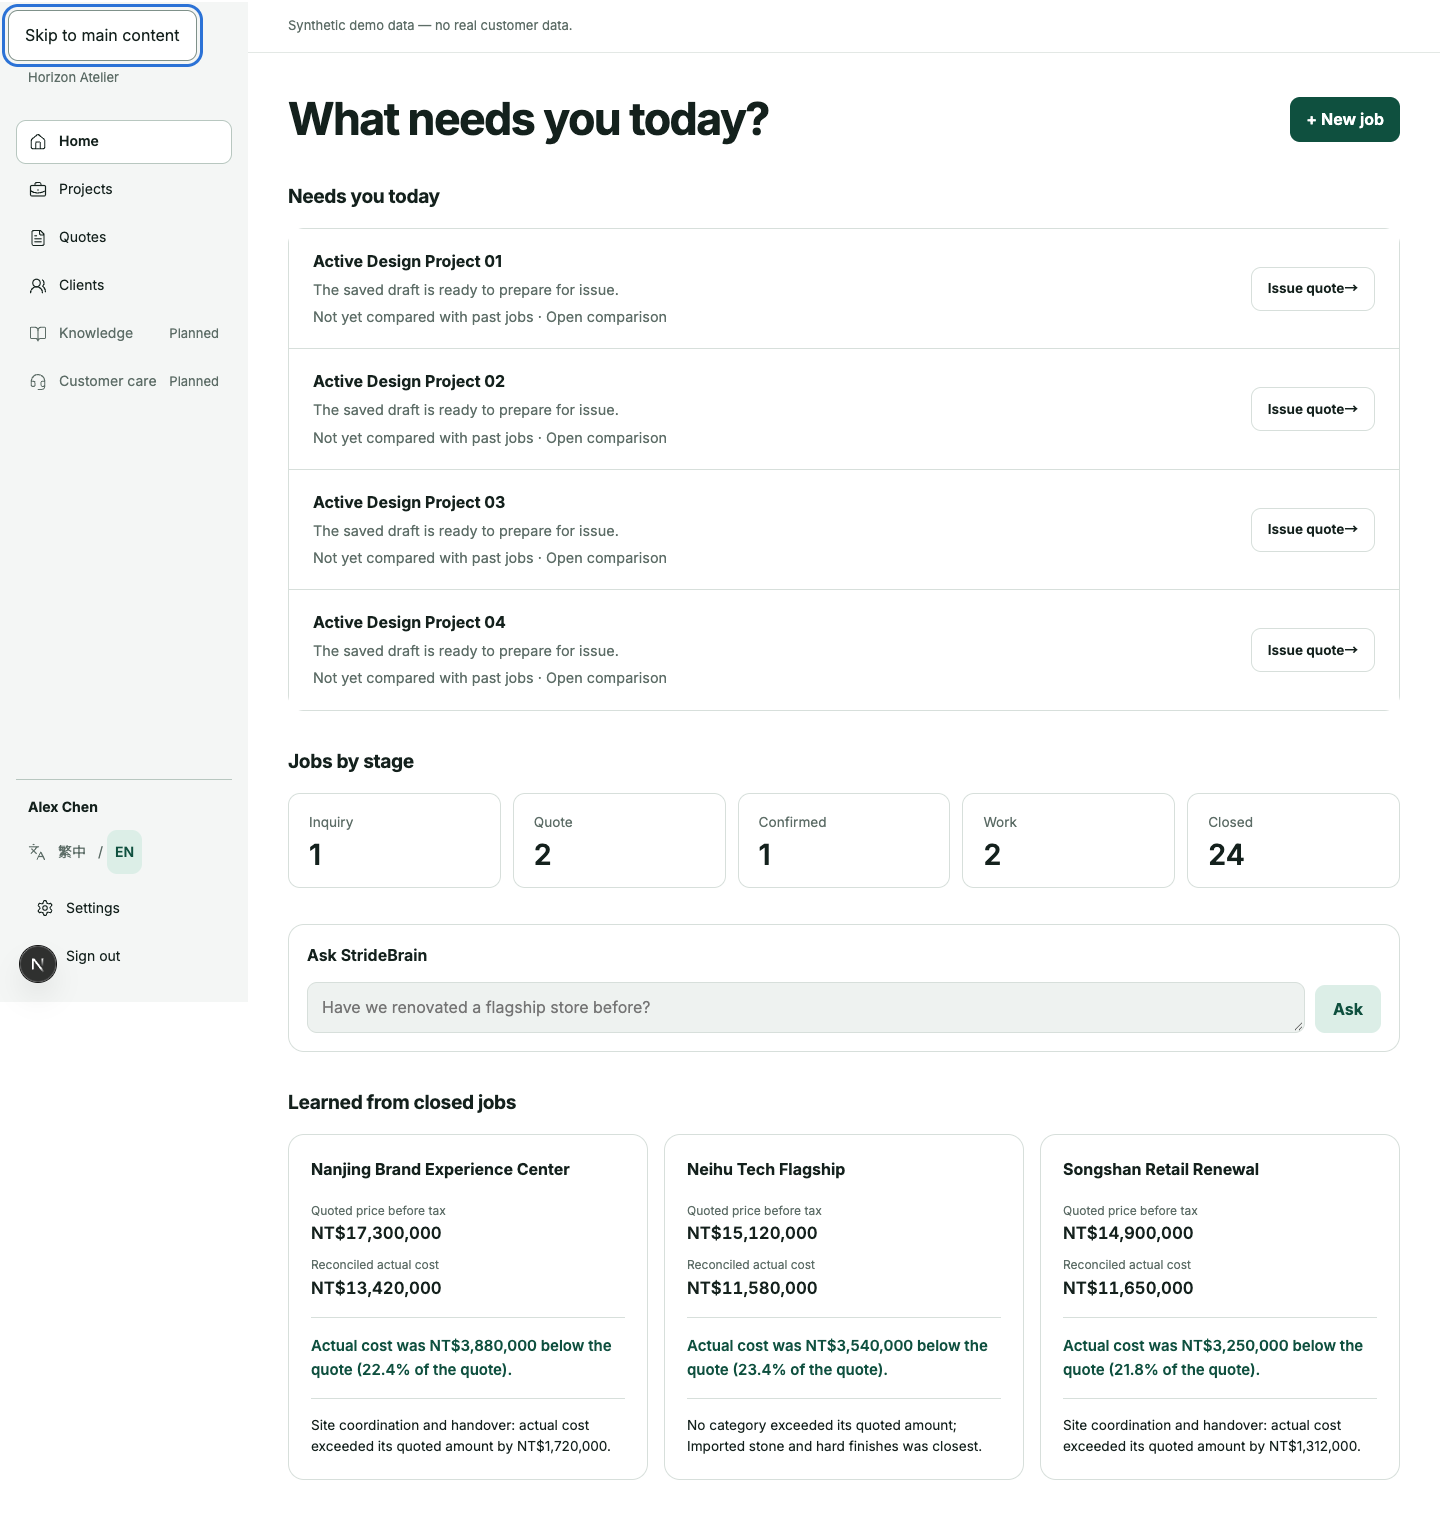 Skip to main content
Horizon Atelier
Home
Projects
Quotes
Clients
Knowledge Planned
Customer care Planned
Alex Chen
繁中 / EN
Settings
N
Sign out
Synthetic demo data — no real customer data.
What needs you today?
+ New job
Needs you today
Active Design Project 01
The saved draft is ready to prepare for issue.
Not yet compared with past jobs · Open comparison
Issue quote→
Active Design Project 02
The saved draft is ready to prepare for issue.
Not yet compared with past jobs · Open comparison
Issue quote→
Active Design Project 03
The saved draft is ready to prepare for issue.
Not yet compared with past jobs · Open comparison
Issue quote→
Active Design Project 04
The saved draft is ready to prepare for issue.
Not yet compared with past jobs · Open comparison
Issue quote→
Jobs by stage
Inquiry
1
Quote
2
Confirmed
1
Work
2
Closed
24
Ask StrideBrain
Have we renovated a flagship store before?
Ask
Learned from closed jobs
Nanjing Brand Experience Center
Quoted price before tax
NT$17,300,000
Reconciled actual cost
NT$13,420,000
Actual cost was NT$3,880,000 below the
quote (22.4% of the quote).
Site coordination and handover: actual cost
exceeded its quoted amount by NT$1,720,000.
Neihu Tech Flagship
Quoted price before tax
NT$15,120,000
Reconciled actual cost
NT$11,580,000
Actual cost was NT$3,540,000 below the
quote (23.4% of the quote).
No category exceeded its quoted amount;
Imported stone and hard finishes was closest.
Songshan Retail Renewal
Quoted price before tax
NT$14,900,000
Reconciled actual cost
NT$11,650,000
Actual cost was NT$3,250,000 below the
quote (21.8% of the quote).
Site coordination and handover: actual cost
exceeded its quoted amount by NT$1,312,000.